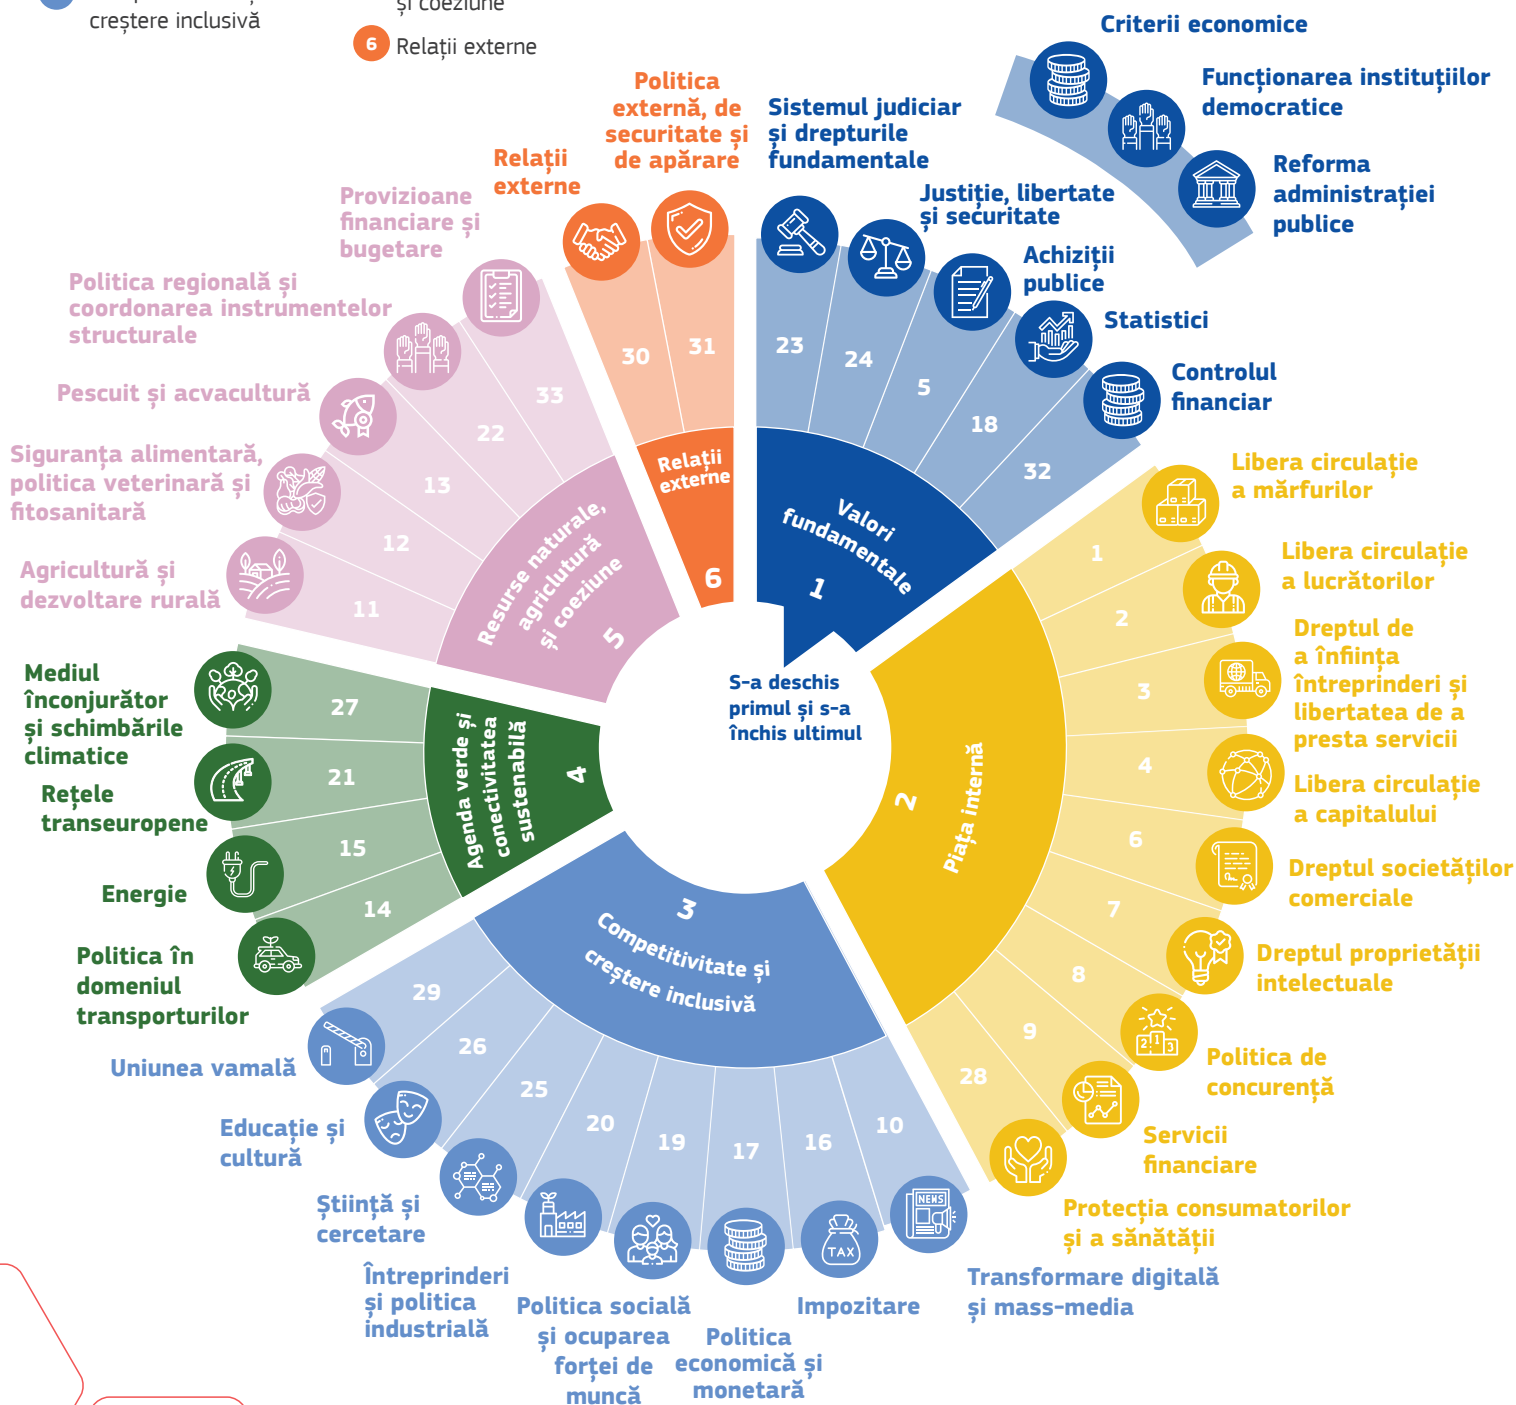 creștere inclusivă
și coeziune
6 Relații externe
Criterii economice
Funcționarea instituțiilor
democratice
Reforma
administrației
publice
Politica
externă, de
securitate și
de apărare
Relații
externe
Sistemul judiciar
și drepturile
fundamentale
Justiție, libertate
și securitate
Achiziții
publice
Statistici
Controlul
financiar
Provizioane
financiare și
bugetare
Politica regională și
coordonarea instrumentelor
structurale
Pescuit și acvacultură
Siguranța alimentară,
politica veterinară și
fitosanitară
Agricultură și
dezvoltare rurală
30
31
23
24
5
18
32
33
22
13
12
11
Relații
externe
6
Valori
fundamentale
1
Resurse naturale,
agriclutură
și coeziune
5
S-a deschis
primul și s-a
închis ultimul
Libera circulație
a mărfurilor
Libera circulație
a lucrătorilor
Dreptul de
a înființa
întreprinderi și
libertatea de a
presta servicii
Libera circulație
a capitalului
Dreptul societăților
comerciale
Dreptul proprietății
intelectuale
Politica de
concurență
Servicii
financiare
Protecția consumatorilor
și a sănătății
1
2
3
4
6
7
8
9
28
Piața internă
2
2 1 3
Mediul
înconjurător
și schimbările
climatice
Rețele
transeuropene
Energie
Politica în
domeniul
transporturilor
27
21
15
14
Agenda verde și
conectivitatea
sustenabilă
4
3
Competitivitate și
creștere inclusivă
29
26
25
20
19
17
16
10
NEWS
TAX
Uniunea vamală
Educație și
cultură
Știință și
cercetare
Întreprinderi
și politica
industrială
Politica socială
și ocuparea
forței de
muncă
Politica
economică și
monetară
Impozitare
Transformare digitală
și mass-media